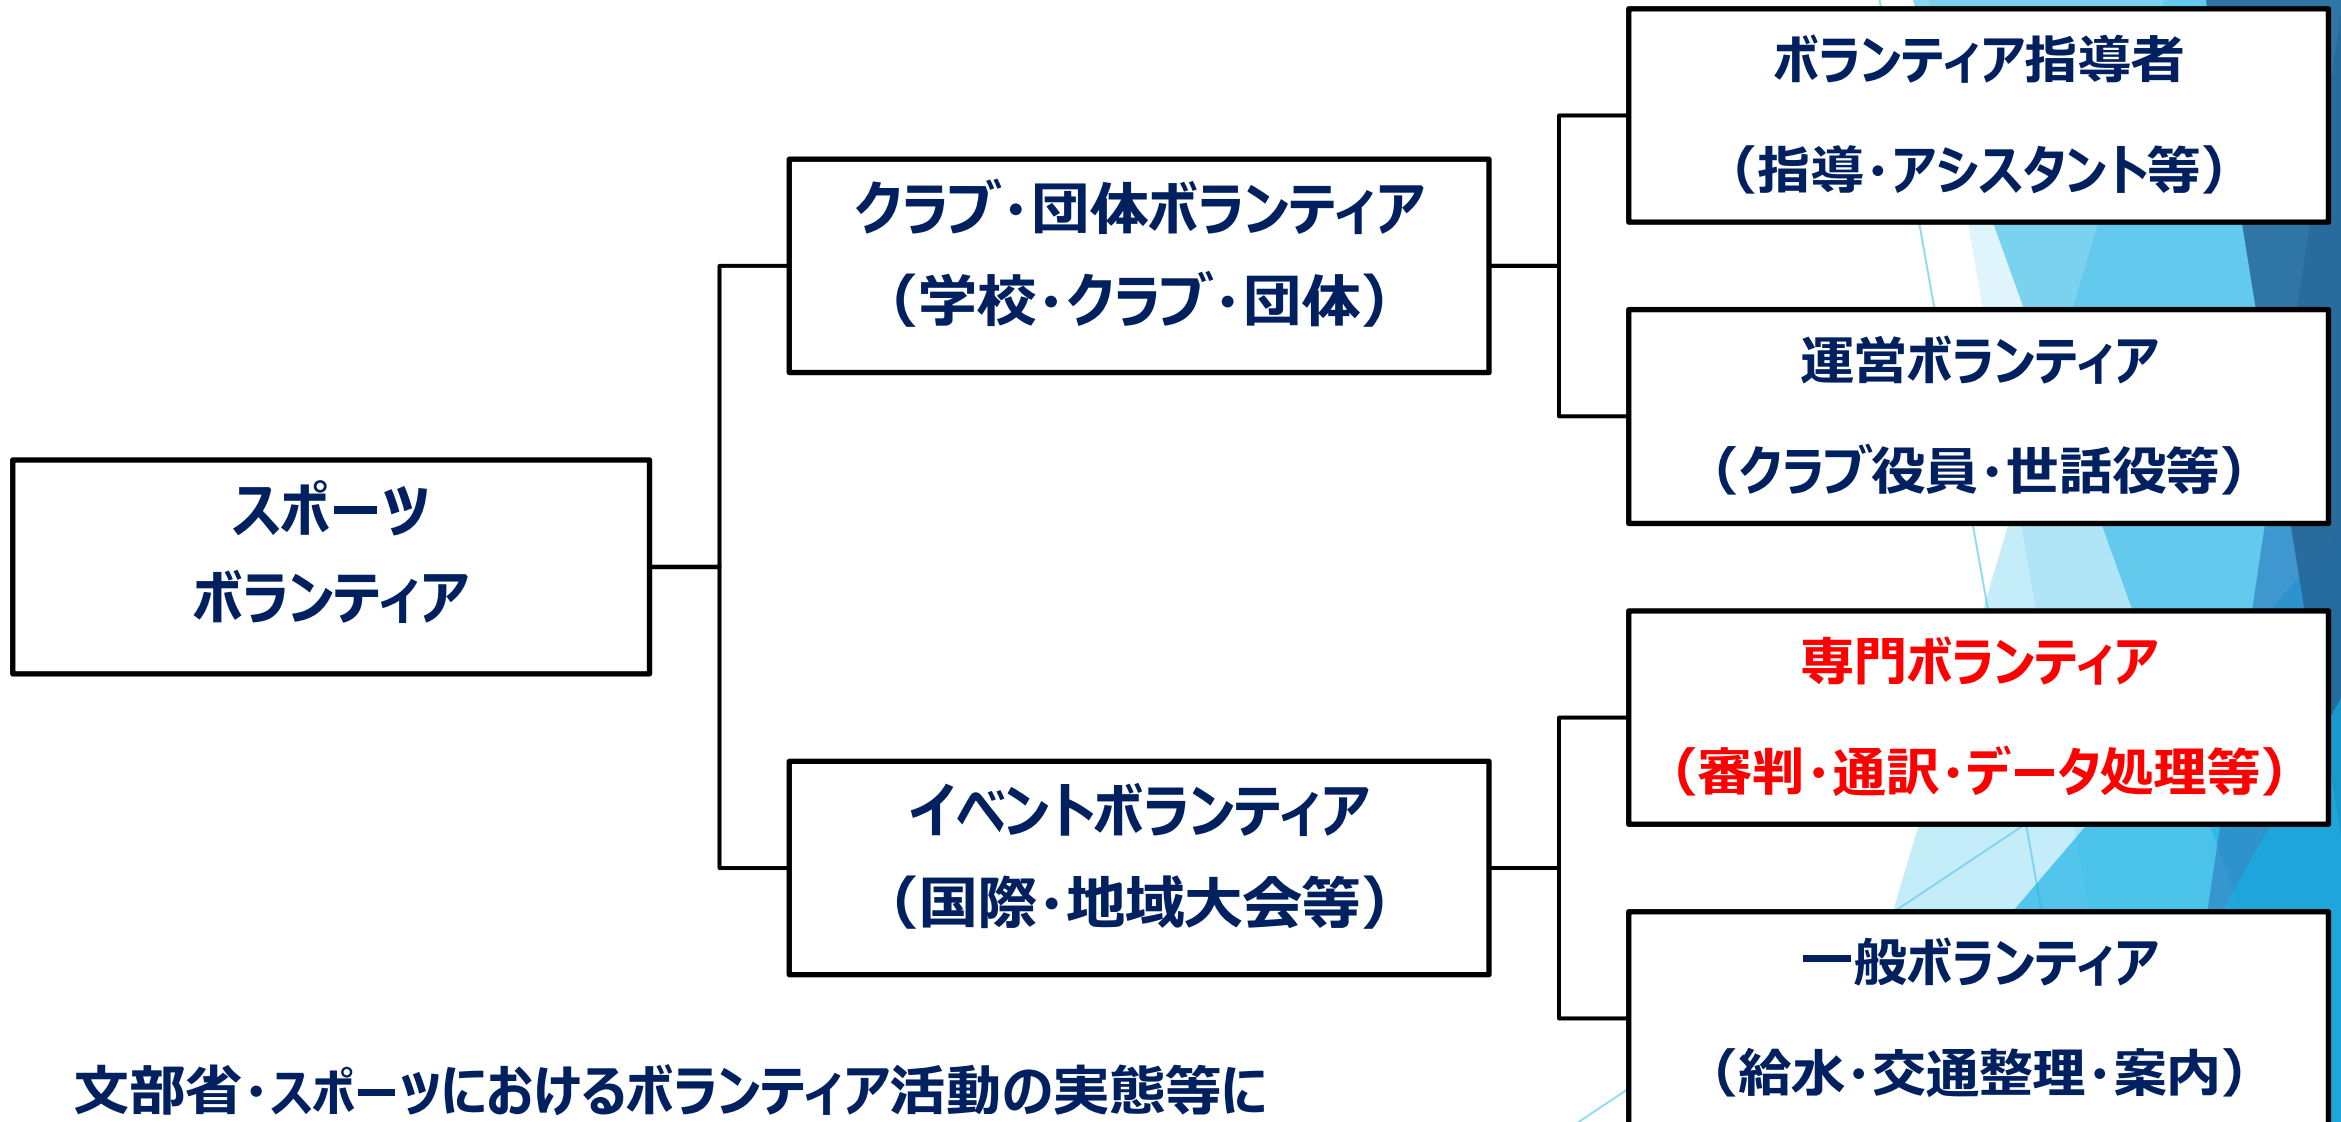 スポーツ
ボランティア
クラブ・団体ボランティア
（学校・クラブ・団体）
ボランティア指導者
（指導・アシスタント等）
運営ボランティア
（クラブ役員・世話役等）
イベントボランティア
（国際・地域大会等）
専門ボランティア
（審判・通訳・データ処理等）
一般ボランティア
（給水・交通整理・案内）
文部省・スポーツにおけるボランティア活動の実態等に